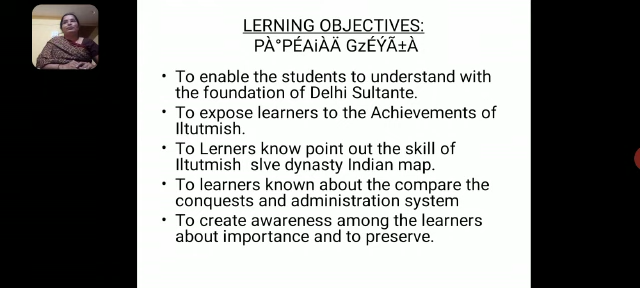 LERNING OBJECTIVES:
PÀ°PÉAiÀÄ GzÉÝÃ±À
• To enable the students to understand with
the foundation of Delhi Sultante.
• To expose learners to the Achievements of
Iltutmish.
• To Lerners know point out the skill of
Iltutmish slve dynasty Indian map.
• To learners known about the compare the
conquests and administration system
• To create awareness among the learners
about importance and to preserve.